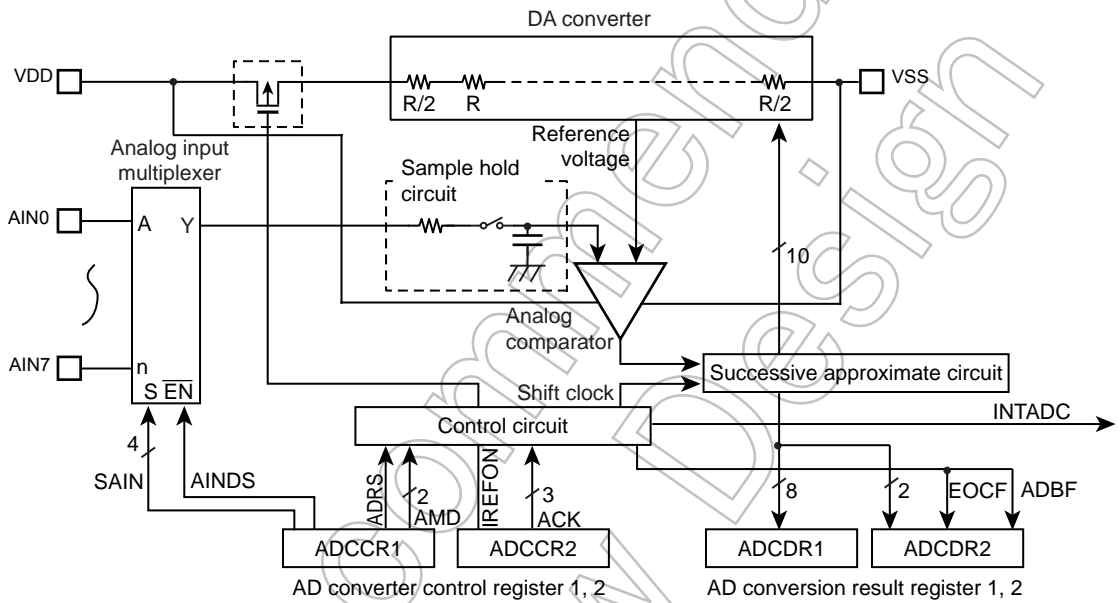 DA converter
VDD
VSS
R/2
R
R/2
Reference
voltage
Analog input
multiplexer
Sample hold
circuit
AIN0
A
Y
10
Analog
comparator
AIN7
n
S EN
Shift clock
Successive approximate circuit
INTADC
Control circuit
4
SAIN
AINDS
ADRS
2
AMD
IREFON
3
ACK
8
2
EOCF
ADBF
ADCCR1
ADCCR2
ADCDR1
ADCDR2
AD converter control register 1, 2
AD conversion result register 1, 2